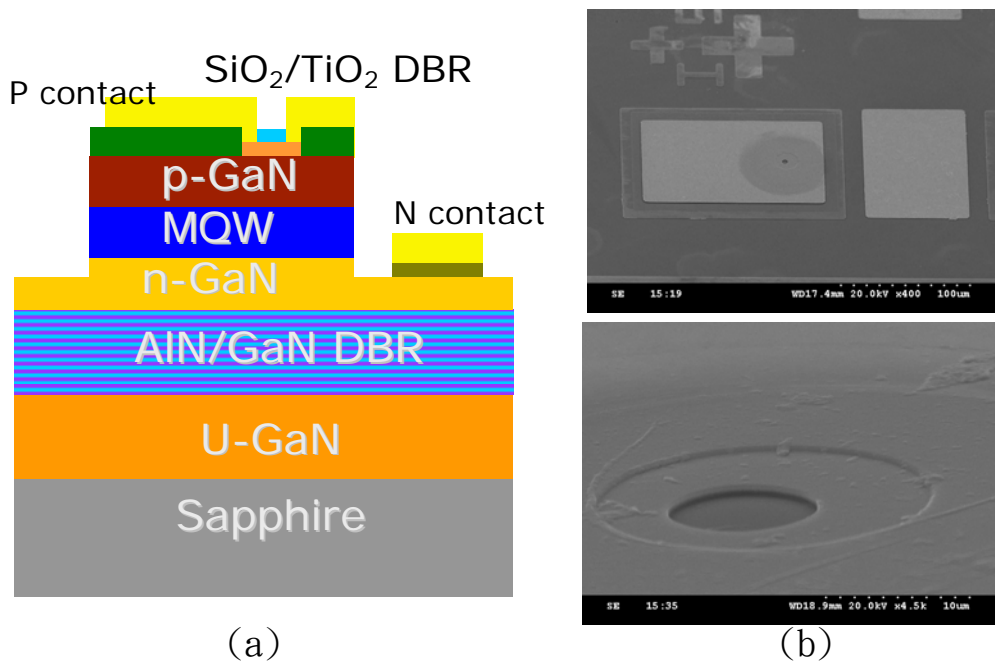 SiO₂/TiO₂ DBR
P contact
p-GaN
MQW
N contact
n-GaN
AlN/GaN DBR
U-GaN
Sapphire
(a)
SE 15:19 WD17.4mm 20.0kV x400 100um
SE 15:35 WD18.9mm 20.0kV x4.5k 10um
(b)